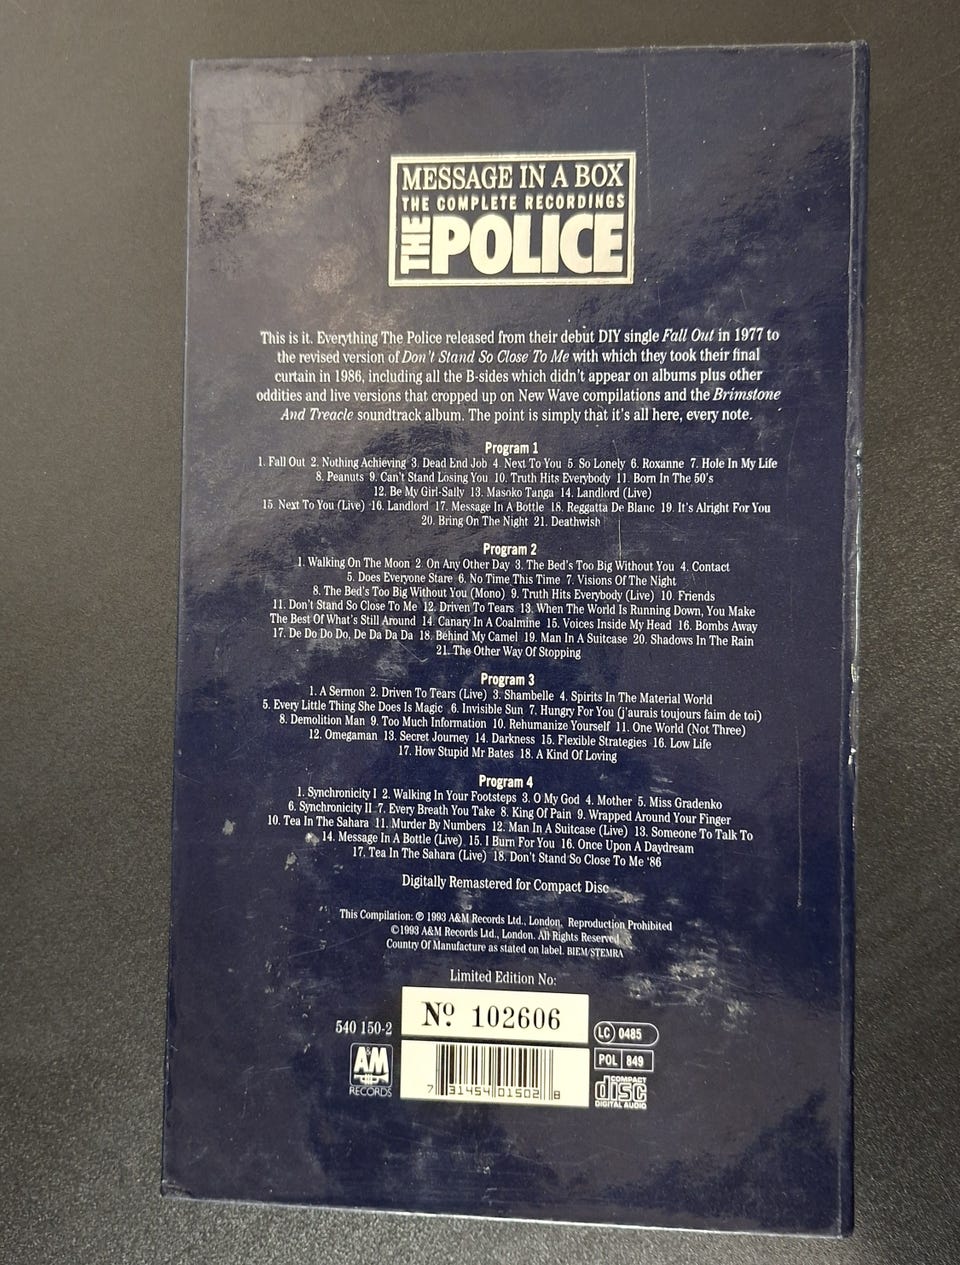 MESSAGE IN A BOX
THE COMPLETE RECORDINGS
THE POLICE
This is it. Everything The Police released from their debut DIY single Fall Out in 1977 to
the revised version of Don't Stand So Close To Me with which they took their final
curtain in 1986, including all the B-sides which didn't appear on albums plus other
oddities and live versions that cropped up on New Wave compilations and the Brimstone
And Treacle soundtrack album. The point is simply that it's all here, every note.
Program 1
1. Fall Out 2. Nothing Achieving 3. Dead End Job 4. Next To You 5. So Lonely 6. Roxanne 7. Hole In My Life
8. Peanuts 9. Can't Stand Losing You 10. Truth Hits Everybody 11. Born In The 50's
12. Be My Girl-Sally 13. Masoko Tanga 14. Landlord (Live)
15 Next To You (Live) 16. Landlord 17. Message In A Bottle 18. Reggatta De Blanc 19. It's Alright For You
20. Bring On The Night 21. Deathwish
Program 2
1. Walking On The Moon 2. On Any Other Day 3. The Bed's Too Big Without You 4. Contact
5. Does Everyone Stare 6. No Time This Time 7. Visions Of The Night
8. The Bed's Too Big Without You (Mono) 9. Truth Hits Everybody (Live) 10. Friends
11. Don't Stand So Close To Me 12. Driven To Tears 13. When The World Is Running Down, You Make
The Best Of What's Still Around 14. Canary In A Coalmine 15. Voices Inside My Head 16. Bombs Away
17. De Do Do Do, De Da Da Da 18. Behind My Camel 19. Man In A Suitcase 20. Shadows In The Rain
21. The Other Way Of Stopping
Program 3
1. A Sermon 2. Driven To Tears (Live) 3. Shambelle 4. Spirits In The Material World
5. Every Little Thing She Does Is Magic 6. Invisible Sun 7. Hungry For You (j'aurais toujours faim de toi)
8. Demolition Man 9. Too Much Information 10. Rehumanize Yourself 11. One World (Not Three)
12. Omegaman 13. Secret Journey 14. Darkness 15. Flexible Strategies 16. Low Life
17. How Stupid Mr Bates 18. A Kind Of Loving
Program 4
1. Synchronicity I 2. Walking In Your Footsteps 3. O My God 4. Mother 5. Miss Gradenko
6. Synchronicity II 7. Every Breath You Take 8. King Of Pain 9. Wrapped Around Your Finger
10. Tea In The Sahara 11. Murder By Numbers 12. Man In A Suitcase (Live) 13. Someone To Talk To
14. Message In A Bottle (Live) 15. I Burn For You 16. Once Upon A Daydream
17. Tea In The Sahara (Live) 18. Don't Stand So Close To Me '86
Digitally Remastered for Compact Disc
This Compilation: ℗ 1993 A&M Records Ltd., London. Reproduction Prohibited
©1993 A&M Records Ltd., London. All Rights Reserved
Country Of Manufacture as stated on label. BIEM/STEMRA
Limited Edition No:
Nº 102606
540 150-2
LC 0485
POL 849
A&M
RECORDS
7 31454 01502 8
COMPACT
disc
DIGITAL AUDIO